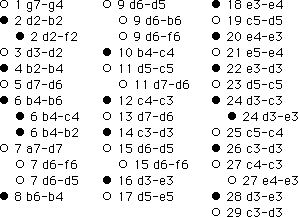 ○ 1 g7-g4
● 2 d2-b2
● 2 d2-f2
○ 3 d3-d2
● 4 b2-b4
○ 5 d7-d6
● 6 b4-b6
● 6 b4-c4
● 6 b4-b2
○ 7 a7-d7
○ 7 d6-f6
○ 7 d6-d5
● 8 b6-b4
○ 9 d6-d5
○ 9 d6-b6
○ 9 d6-f6
● 10 b4-c4
○ 11 d5-c5
○ 11 d7-d6
● 12 c4-c3
○ 13 d7-d6
● 14 c3-d3
○ 15 d6-d5
○ 15 d6-f6
● 16 d3-e3
○ 17 d5-e5
● 18 e3-e4
○ 19 c5-d5
● 20 e4-e3
○ 21 e5-e4
● 22 e3-d3
○ 23 d5-c5
● 24 d3-c3
● 24 d3-e3
○ 25 c5-c4
● 26 c3-d3
○ 27 c4-c3
○ 27 e4-e3
● 28 d3-e3
○ 29 c3-d3